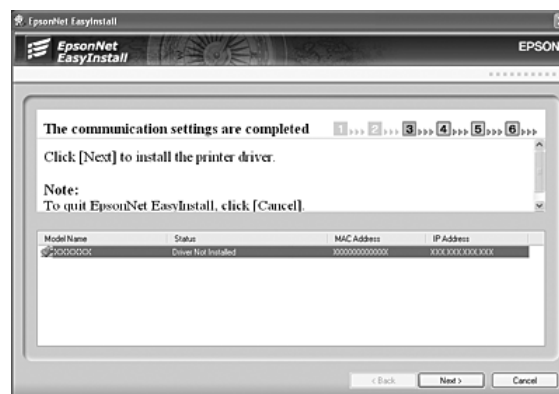 EpsonNet EasyInstall
EpsonNet
EasyInstall
EPSON
The communication settings are completed
1 2 3 4 5 6
Click [Next] to install the printer driver.
Note:
To quit EpsonNet EasyInstall, click [Cancel].
Model Name Status MAC Address IP Address
XXXXXXX Driver Not Installed XXXXXXXXXXXX XXX.XXX.XXX.XXX
< Back Next > Cancel